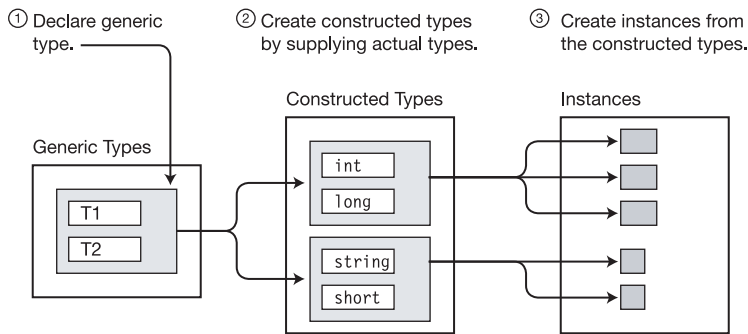 ① Declare generic
type.
② Create constructed types
by supplying actual types.
③ Create instances from
the constructed types.
Generic Types
T1
T2
Constructed Types
int
long
string
short
Instances